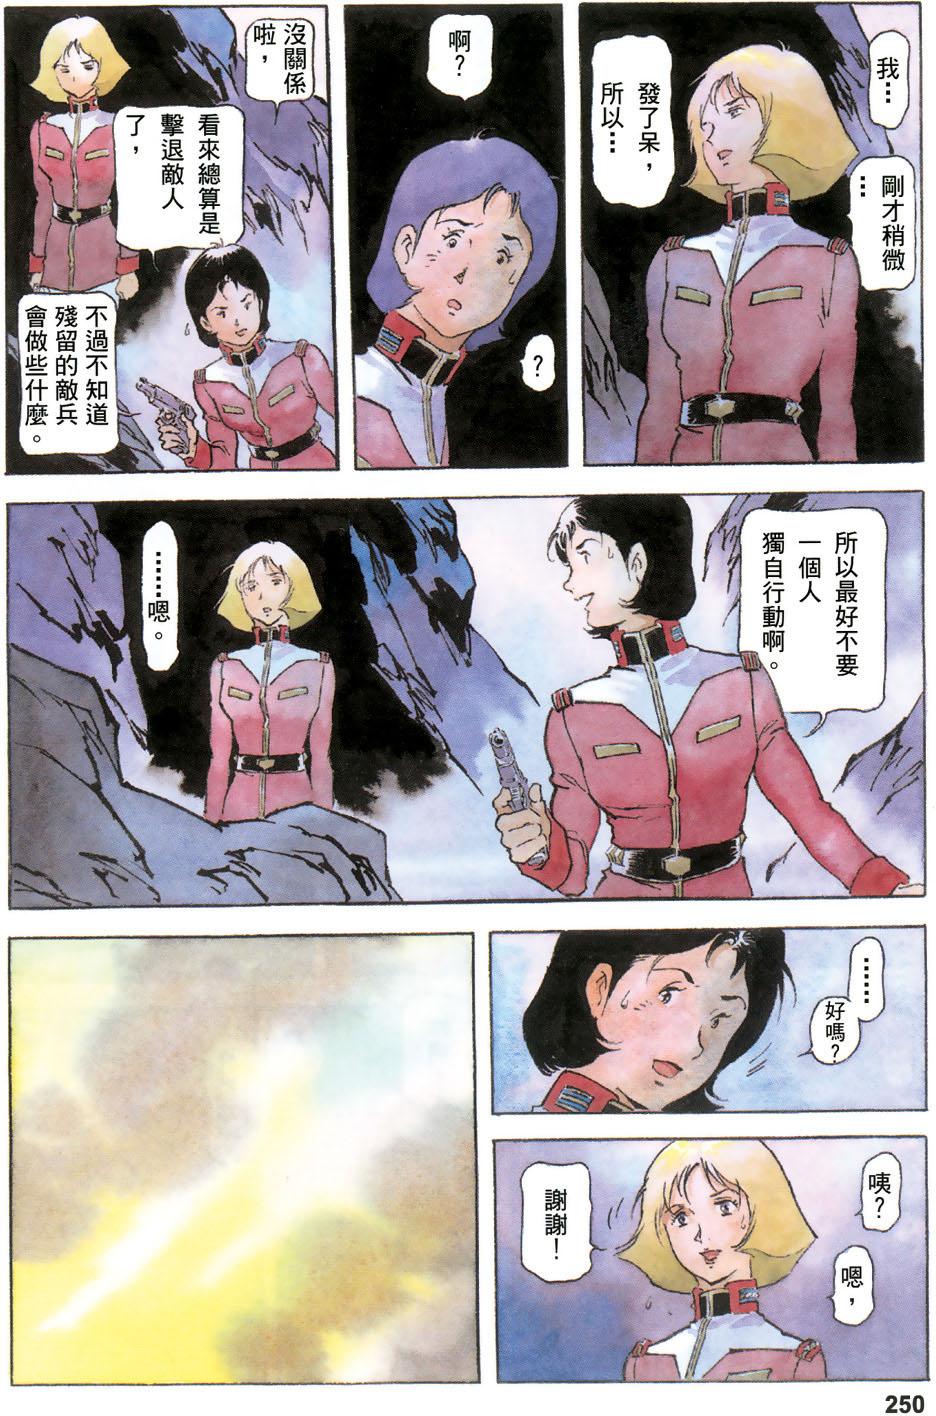 我…
剛才稍微
…
發了呆，
所以…
啊？
？
沒關係
啦，
看來總算是
擊退敵人
了，
不過不知道
殘留的敵兵
會做些什麼。
所以最好不要
一個人
獨自行動啊。
……嗯。
……
好嗎？
咦？
嗯，
謝謝！
250